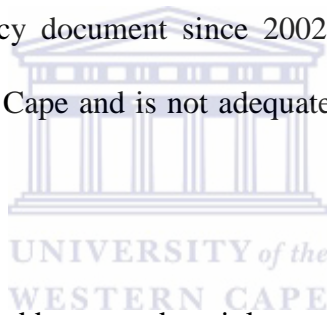 cy document since 2002
Cape and is not adequate
UNIVERSITY of the
WESTERN CAPE